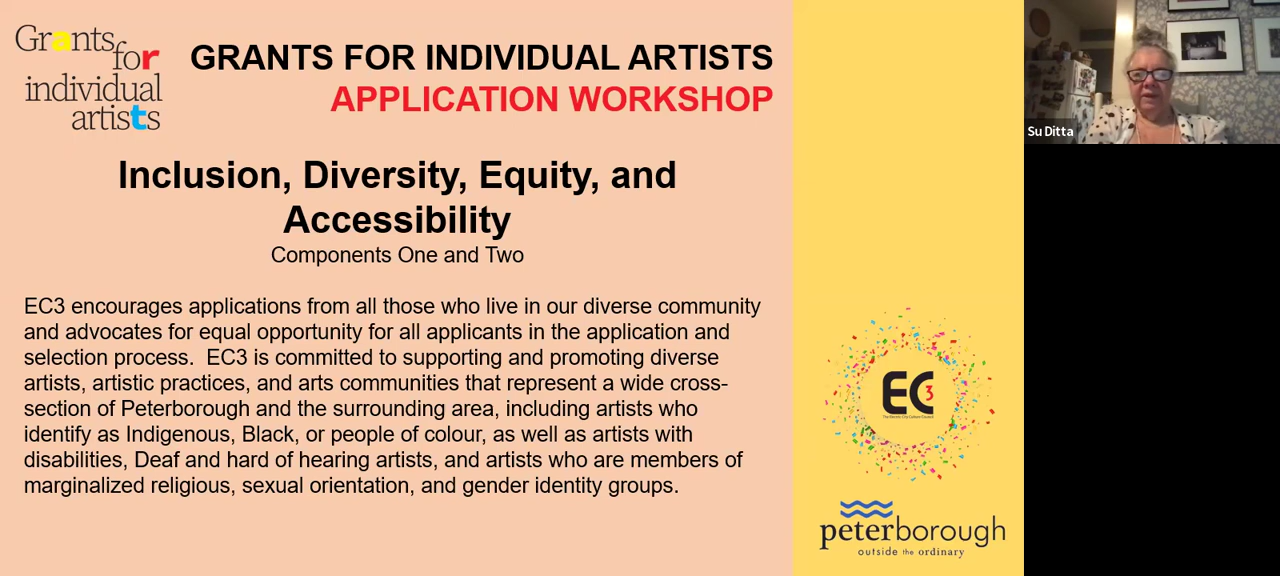 Grants
for
individual
artists
GRANTS FOR INDIVIDUAL ARTISTS
APPLICATION WORKSHOP
Inclusion, Diversity, Equity, and
Accessibility
Components One and Two
EC3 encourages applications from all those who live in our diverse community
and advocates for equal opportunity for all applicants in the application and
selection process.  EC3 is committed to supporting and promoting diverse
artists, artistic practices, and arts communities that represent a wide cross-
section of Peterborough and the surrounding area, including artists who
identify as Indigenous, Black, or people of colour, as well as artists with
disabilities, Deaf and hard of hearing artists, and artists who are members of
marginalized religious, sexual orientation, and gender identity groups.
EC3
The Electric City Culture Council
peterborough
outside the ordinary
Su Ditta